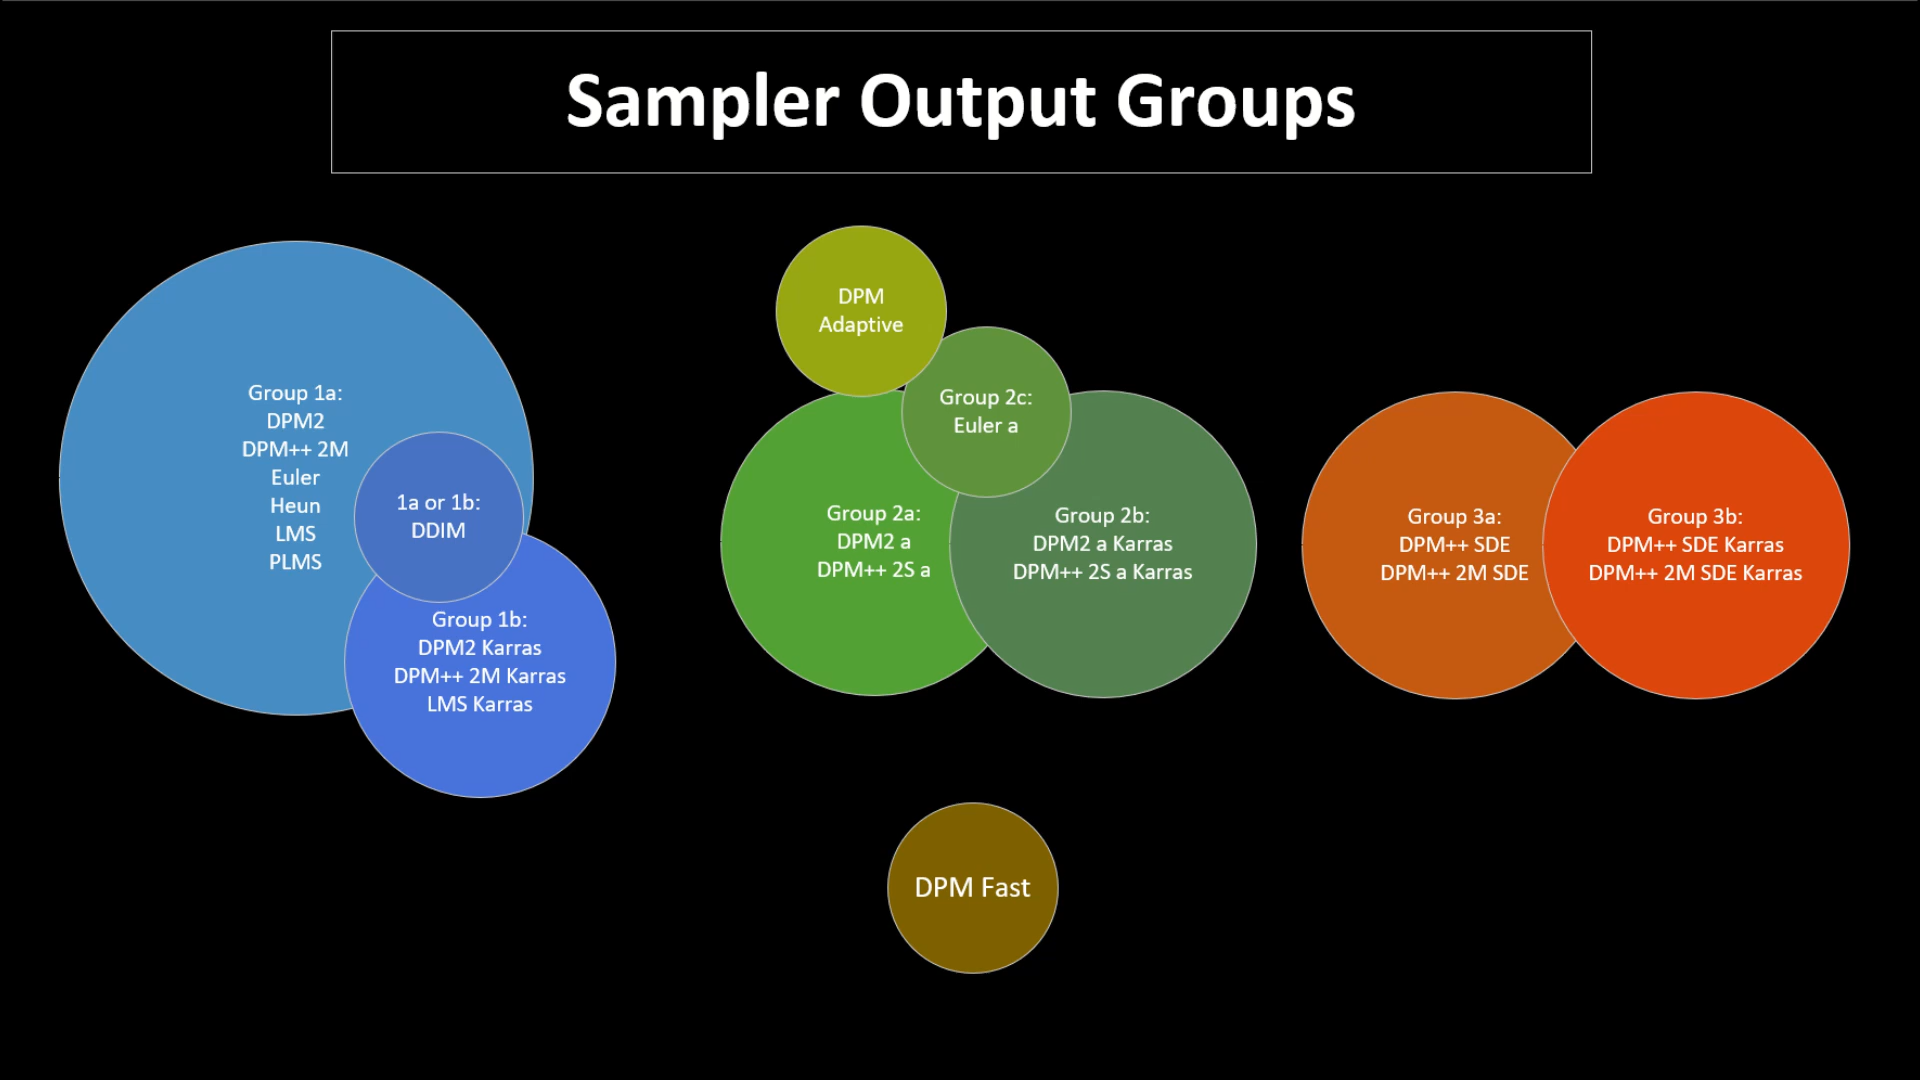 Sampler Output Groups
Group 1a:
DPM2
DPM++ 2M
Euler
Heun
LMS
PLMS
1a or 1b:
DDIM
Group 1b:
DPM2 Karras
DPM++ 2M Karras
LMS Karras
DPM
Adaptive
Group 2c:
Euler a
Group 2a:
DPM2 a
DPM++ 2S a
Group 2b:
DPM2 a Karras
DPM++ 2S a Karras
Group 3a:
DPM++ SDE
DPM++ 2M SDE
Group 3b:
DPM++ SDE Karras
DPM++ 2M SDE Karras
DPM Fast